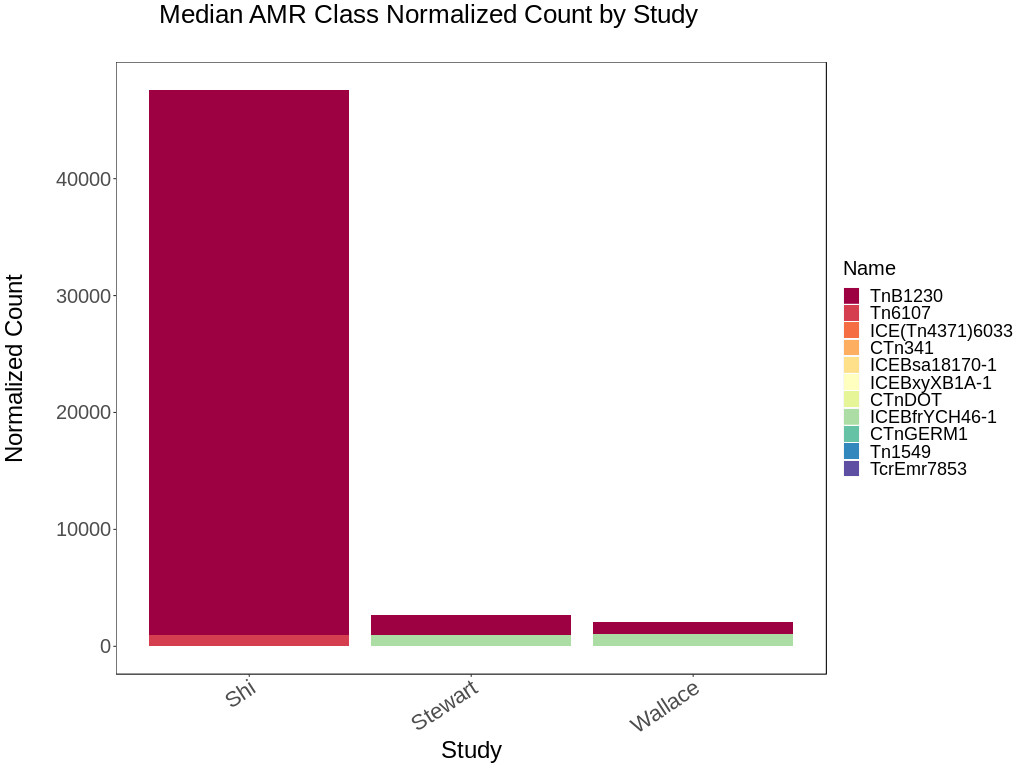 Median AMR Class Normalized Count by Study
Normalized Count
40000
30000
20000
10000
0
Shi
Stewart
Wallace
Study
Name
TnB1230
Tn6107
ICE(Tn4371)6033
CTn341
ICEBsa18170-1
ICEBxyXB1A-1
CTnDOT
ICEBfrYCH46-1
CTnGERM1
Tn1549
TcrEmr7853